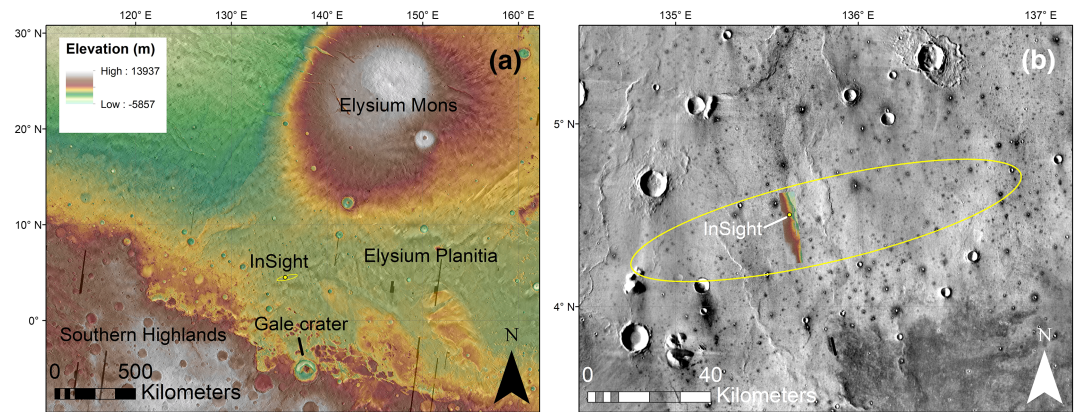 120° E 130° E 140° E 150° E 160° E
30° N
20° N
10° N
0°
Elevation (m)
High : 13937
Low : -5857
(a)
Elysium Mons
InSight
Elysium Planitia
Gale crater
Southern Highlands
N
0 500
Kilometers
135° E 136° E 137° E
5° N
4° N
(b)
InSight
N
0 40
Kilometers